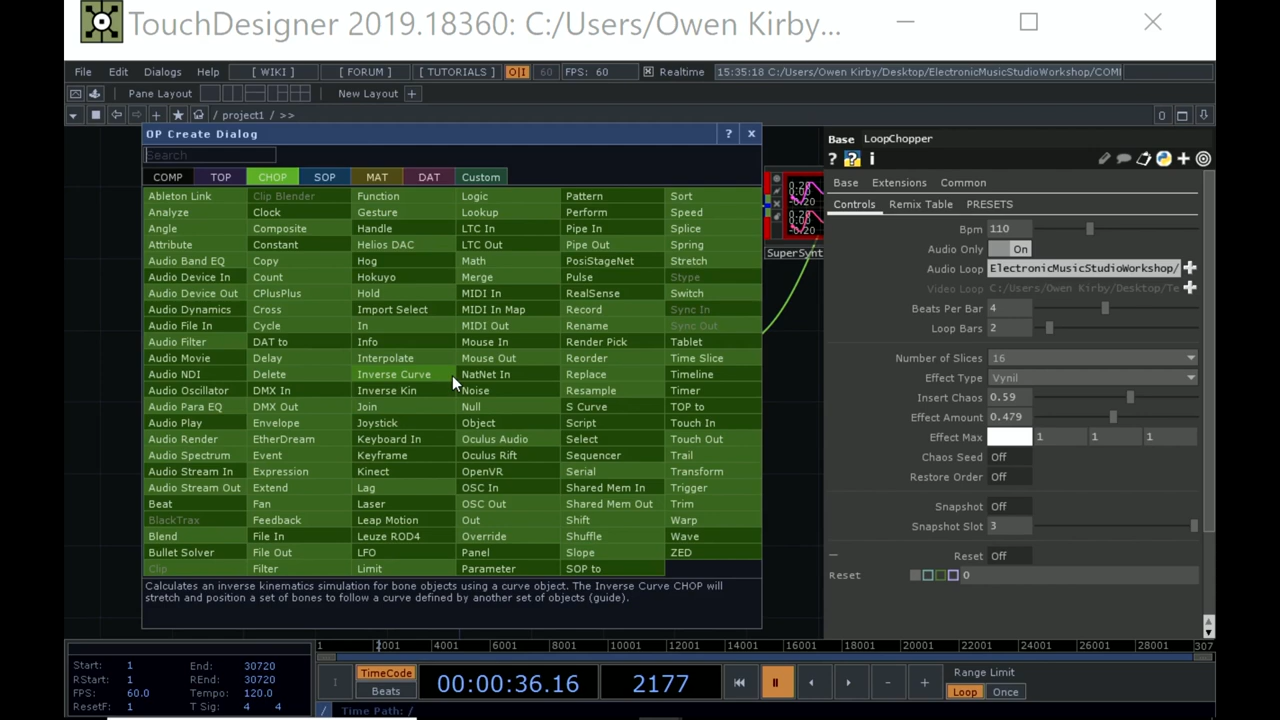 TouchDesigner 2019.18360: C:/Users/Owen Kirby...
File Edit Dialogs Help [ WIKI ] [ FORUM ] [ TUTORIALS ] O|I 60 FPS: 60 Realtime 15:35:18 C:/Users/Owen Kirby/Desktop/ElectronicMusicStudioWorkshop/COM
Pane Layout New Layout +
/ project1 / >> 0
OP Create Dialog ? x
Search
COMP TOP CHOP SOP MAT DAT Custom
Ableton Link Clip Blender Function Logic Pattern Sort
Analyze Clock Gesture Lookup Perform Speed
Angle Composite Handle LTC In Pipe In Splice
Attribute Constant Helios DAC LTC Out Pipe Out Spring
Audio Band EQ Copy Hog Math PosiStageNet Stretch
Audio Device In Count Hokuyo Merge Pulse Stype
Audio Device Out CPlusPlus Hold MIDI In RealSense Switch
Audio Dynamics Cross Import Select MIDI In Map Record Sync In
Audio File In Cycle In MIDI Out Rename Sync Out
Audio Filter DAT to Info Mouse In Render Pick Tablet
Audio Movie Delay Interpolate Mouse Out Reorder Time Slice
Audio NDI Delete Inverse Curve NatNet In Replace Timeline
Audio Oscillator DMX In Inverse Kin Noise Resample Timer
Audio Para EQ DMX Out Join Null S Curve TOP to
Audio Play Envelope Joystick Object Script Touch In
Audio Render EtherDream Keyboard In Oculus Audio Select Touch Out
Audio Spectrum Event Keyframe Oculus Rift Sequencer Trail
Audio Stream In Expression Kinect OpenVR Serial Transform
Audio Stream Out Extend Lag OSC In Shared Mem In Trigger
Beat Fan Laser OSC Out Shared Mem Out Trim
BlackTrax Feedback Leap Motion Out Shift Warp
Blend File In Leuze ROD4 Override Shuffle Wave
Bullet Solver File Out LFO Panel Slope ZED
Clip Filter Limit Parameter SOP to
Calculates an inverse kinematics simulation for bone objects using a curve object. The Inverse Curve CHOP will
stretch and position a set of bones to follow a curve defined by another set of objects (guide).
0.20
0.00
-0.20
0.20
0.00
-0.20
SuperSynt
Base LoopChopper
? ? i
Base Extensions Common
Controls Remix Table PRESETS
Bpm 110
Audio Only On
Audio Loop ElectronicMusicStudioWorkshop/
Video Loop C:/Users/Owen Kirby/Desktop/Te
Beats Per Bar 4
Loop Bars 2
Number of Slices 16
Effect Type Vynil
Insert Chaos 0.59
Effect Amount 0.479
Effect Max 1 1 1
Chaos Seed Off
Restore Order Off
Snapshot Off
Snapshot Slot 3
Reset Off
Reset 0
1 2001 4001 6001 8001 10001 12001 14001 16001 18001 20001 22001 24001 26001 28001 307
Start: 1 End: 30720
RStart: 1 REnd: 30720
FPS: 60.0 Tempo: 120.0
ResetF: 1 T Sig: 4 4
TimeCode
Beats
00:00:36.16 2177
Range Limit
Loop Once
/ Time Path: /